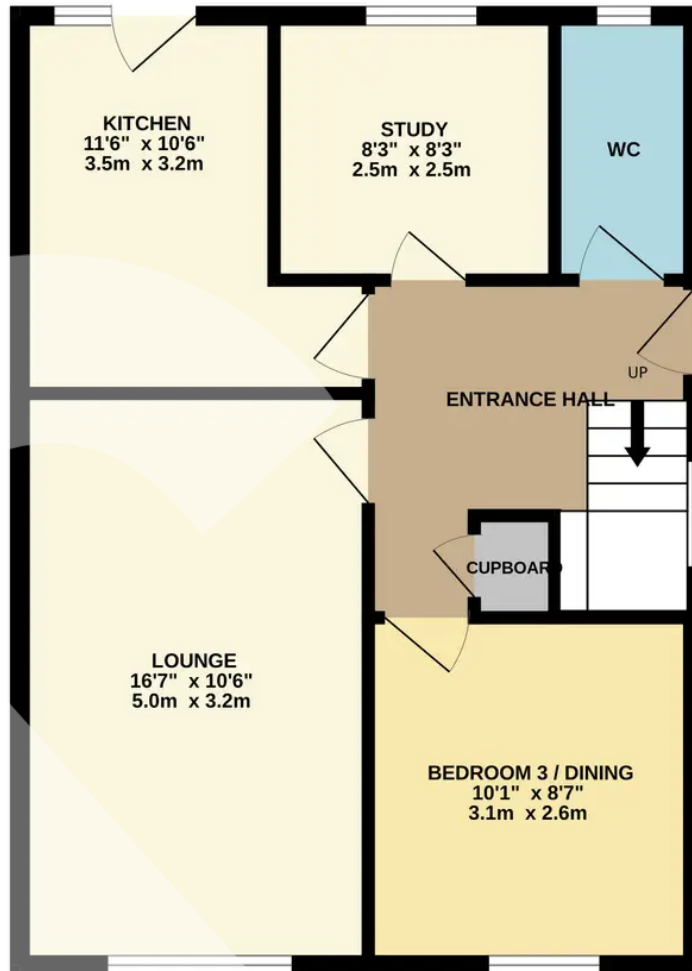 KITCHEN
11'6" x 10'6"
3.5m x 3.2m
STUDY
8'3" x 8'3"
2.5m x 2.5m
WC
UP
ENTRANCE HALL
CUPBOARD
LOUNGE
16'7" x 10'6"
5.0m x 3.2m
BEDROOM 3 / DINING
10'1" x 8'7"
3.1m x 2.6m